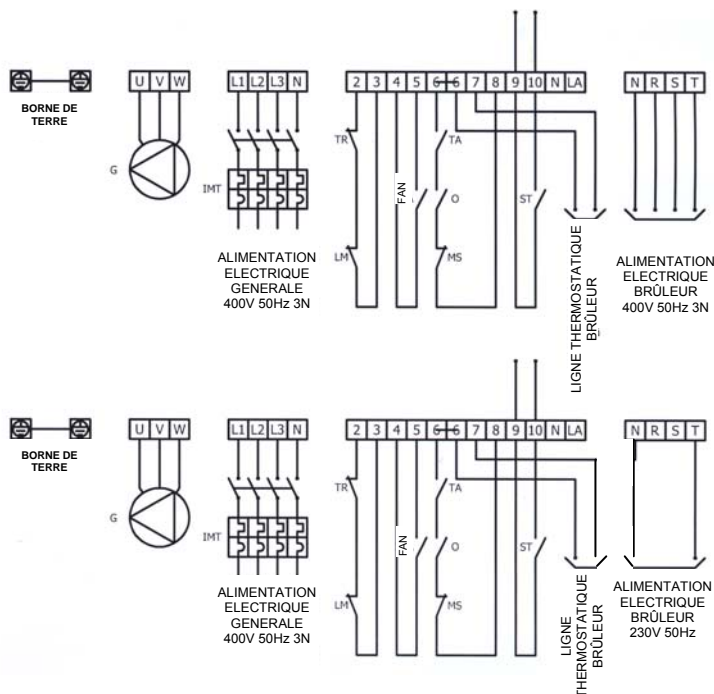 U V W
L1 L2 L3 N
2 3 4 5 6 6 7 8 9 10 N LA
N R S T
BORNE DE
TERRE
G
IMT
TR
FAN
TA
O
ST
LM
MS
ALIMENTATION
ELECTRIQUE
GENERALE
400V 50Hz 3N
LIGNE THERMOSTATIQUE
BRÛLEUR
ALIMENTATION
ELECTRIQUE
BRÛLEUR
400V 50Hz 3N
U V W
L1 L2 L3 N
2 3 4 5 6 6 7 8 9 10 N LA
N R S T
BORNE DE
TERRE
G
IMT
TR
FAN
TA
O
ST
LM
MS
ALIMENTATION
ELECTRIQUE
GENERALE
400V 50Hz 3N
LIGNE
THERMOSTATIQUE
BRÛLEUR
ALIMENTATION
ELECTRIQUE
BRÛLEUR
230V 50Hz